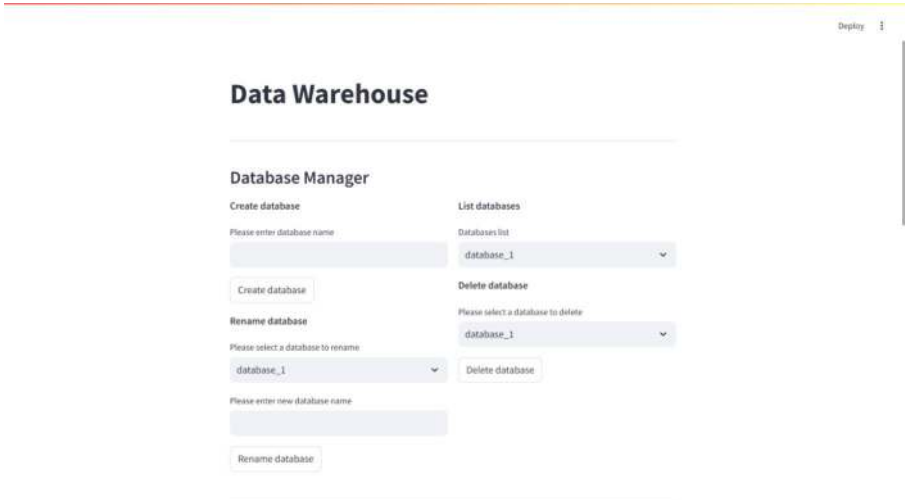 Deploy
Data Warehouse
Database Manager
Create database
Please enter database name
Create database
Rename database
Please select a database to rename
database_1
Please enter new database name
Rename database
List databases
Databases list
database_1
Delete database
Please select a database to delete
database_1
Delete database